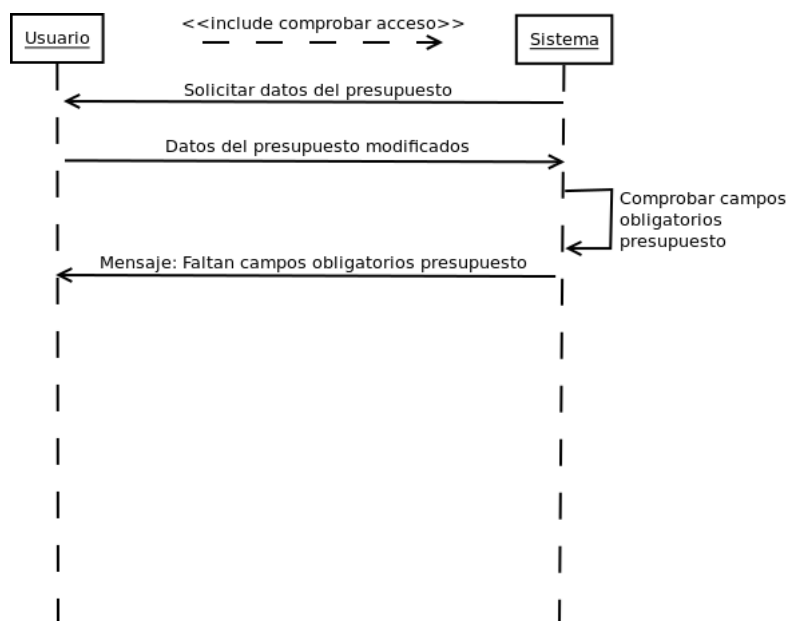 <<include comprobar acceso>>
Usuario
Sistema
Solicitar datos del presupuesto
Datos del presupuesto modificados
Comprobar campos
obligatorios
presupuesto
Mensaje: Faltan campos obligatorios presupuesto